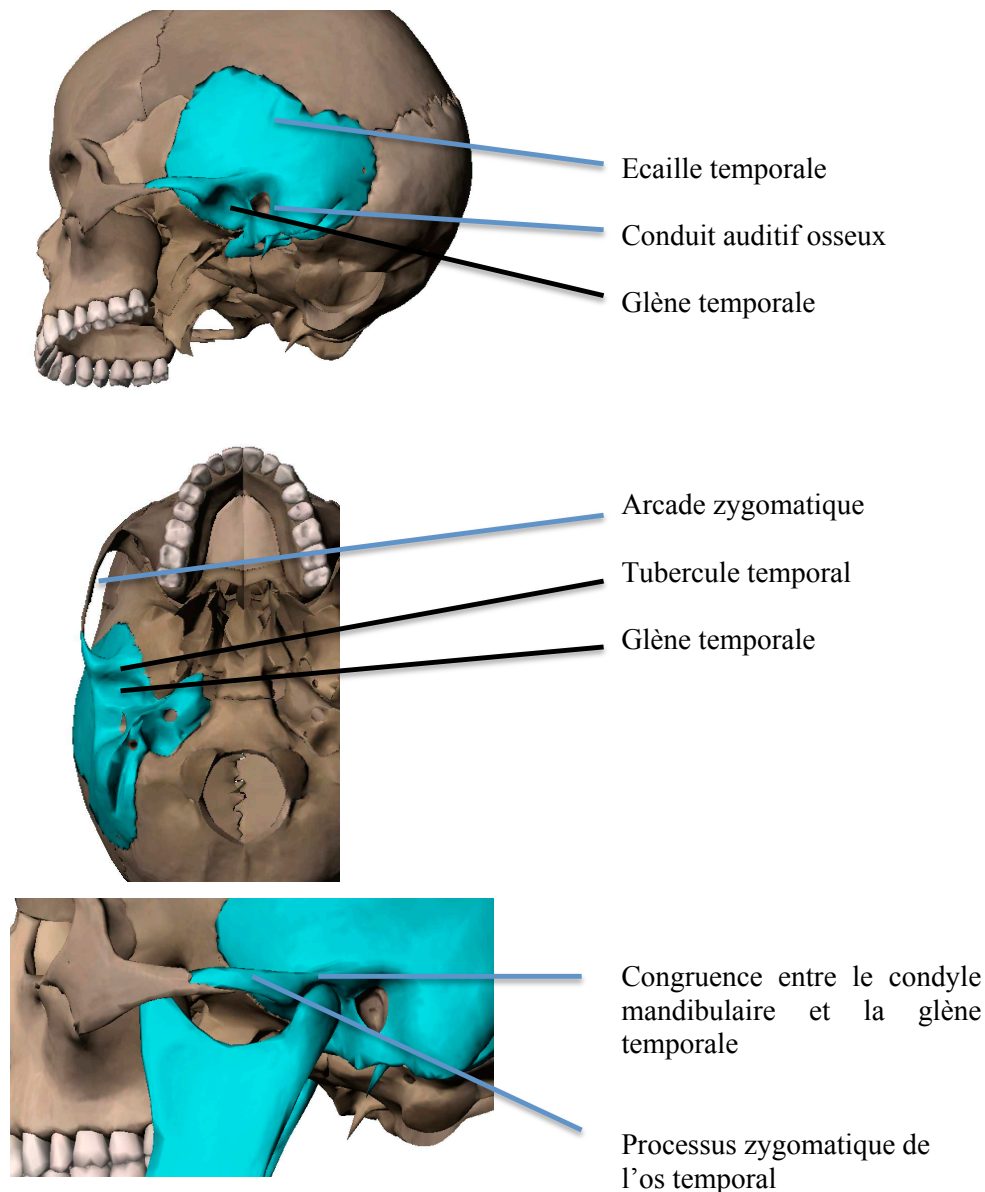 Ecaille temporale
Conduit auditif osseux
Glène temporale
Arcade zygomatique
Tubercule temporal
Glène temporale
Congruence entre le condyle
mandibulaire et la glène
temporale
Processus zygomatique de
l’os temporal